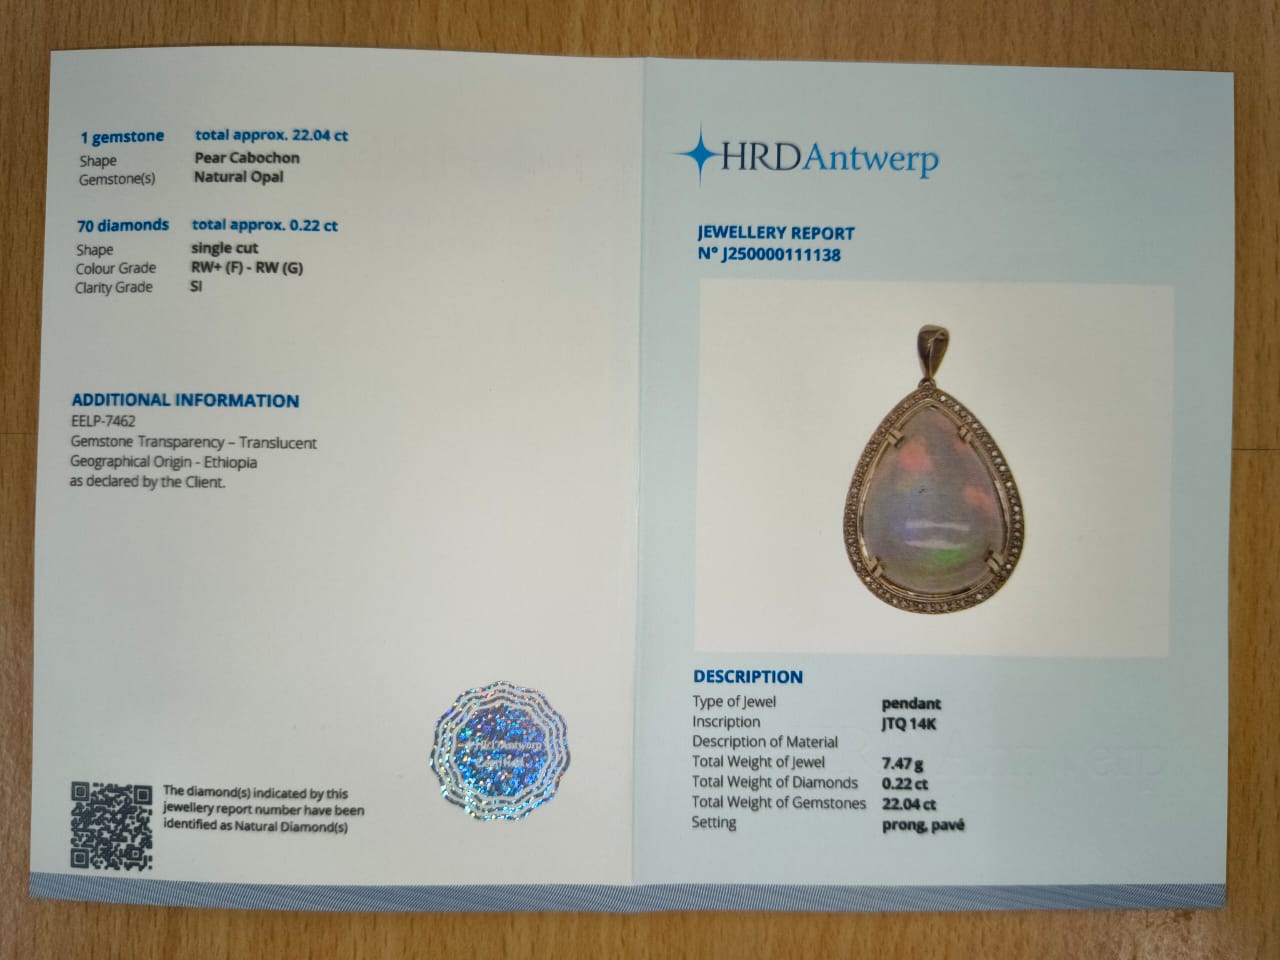 1 gemstone total approx. 22.04 ct
Shape Pear Cabochon
Gemstone(s) Natural Opal
70 diamonds total approx. 0.22 ct
Shape single cut
Colour Grade RW+ (F) - RW (G)
Clarity Grade SI
ADDITIONAL INFORMATION
EELP-7462
Gemstone Transparency – Translucent
Geographical Origin - Ethiopia
as declared by the Client.
The diamond(s) indicated by this
jewellery report number have been
identified as Natural Diamond(s)
HRD Antwerp
HRDAntwerp
JEWELLERY REPORT
N° J250000111138
DESCRIPTION
Type of Jewel pendant
Inscription JTQ 14K
Description of Material
Total Weight of Jewel 7.47 g
Total Weight of Diamonds 0.22 ct
Total Weight of Gemstones 22.04 ct
Setting prong, pavé